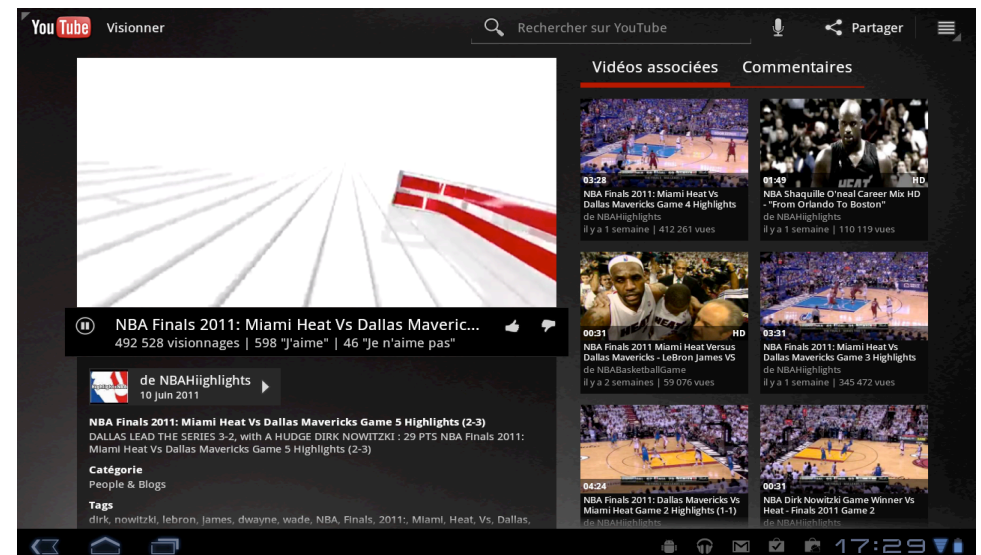 YouTube Visionner
Rechercher sur YouTube
Partager
Vidéos associées Commentaires
NBA Finals 2011: Miami Heat Vs Dallas Maveric...
492 528 visionnages | 598 "J'aime" | 46 "Je n'aime pas"
de NBAHiighlights
10 juin 2011
NBA Finals 2011: Miami Heat Vs Dallas Mavericks Game 5 Highlights (2-3)
DALLAS LEAD THE SERIES 3-2, with A HUDGE DIRK NOWITZKI : 29 PTS NBA Finals 2011:
Miami Heat Vs Dallas Mavericks Game 5 Highlights (2-3)
Catégorie
People & Blogs
Tags
dirk, nowitzki, lebron, james, dwayne, wade, NBA, Finals, 2011:, Miami, Heat, Vs, Dallas,
03:28
NBA Finals 2011: Miami Heat Vs
Dallas Mavericks Game 4 Highlights
de NBAHiighlights
il y a 1 semaine | 412 261 vues
HEAT
01:49 HD
NBA Shaquille O'neal Career Mix HD
- "From Orlando To Boston"
de NBAHiighlights
il y a 1 semaine | 110 119 vues
00:31 HD
NBA Finals 2011 Miami Heat Versus
Dallas Mavericks - LeBron James VS
de NBABasketballGame
il y a 2 semaines | 59 076 vues
03:31
NBA Finals 2011: Miami Heat Vs
Dallas Mavericks Game 3 Highlights
de NBAHiighlights
il y a 1 semaine | 345 472 vues
04:24
NBA Finals 2011: Dallas Mavericks Vs
Miami Heat Game 2 Highlights (1-1)
de NBAHiighlights
00:31
NBA Dirk Nowitzki Game Winner Vs
Heat - Finals 2011 Game 2
de NBAHiighlights
17:29